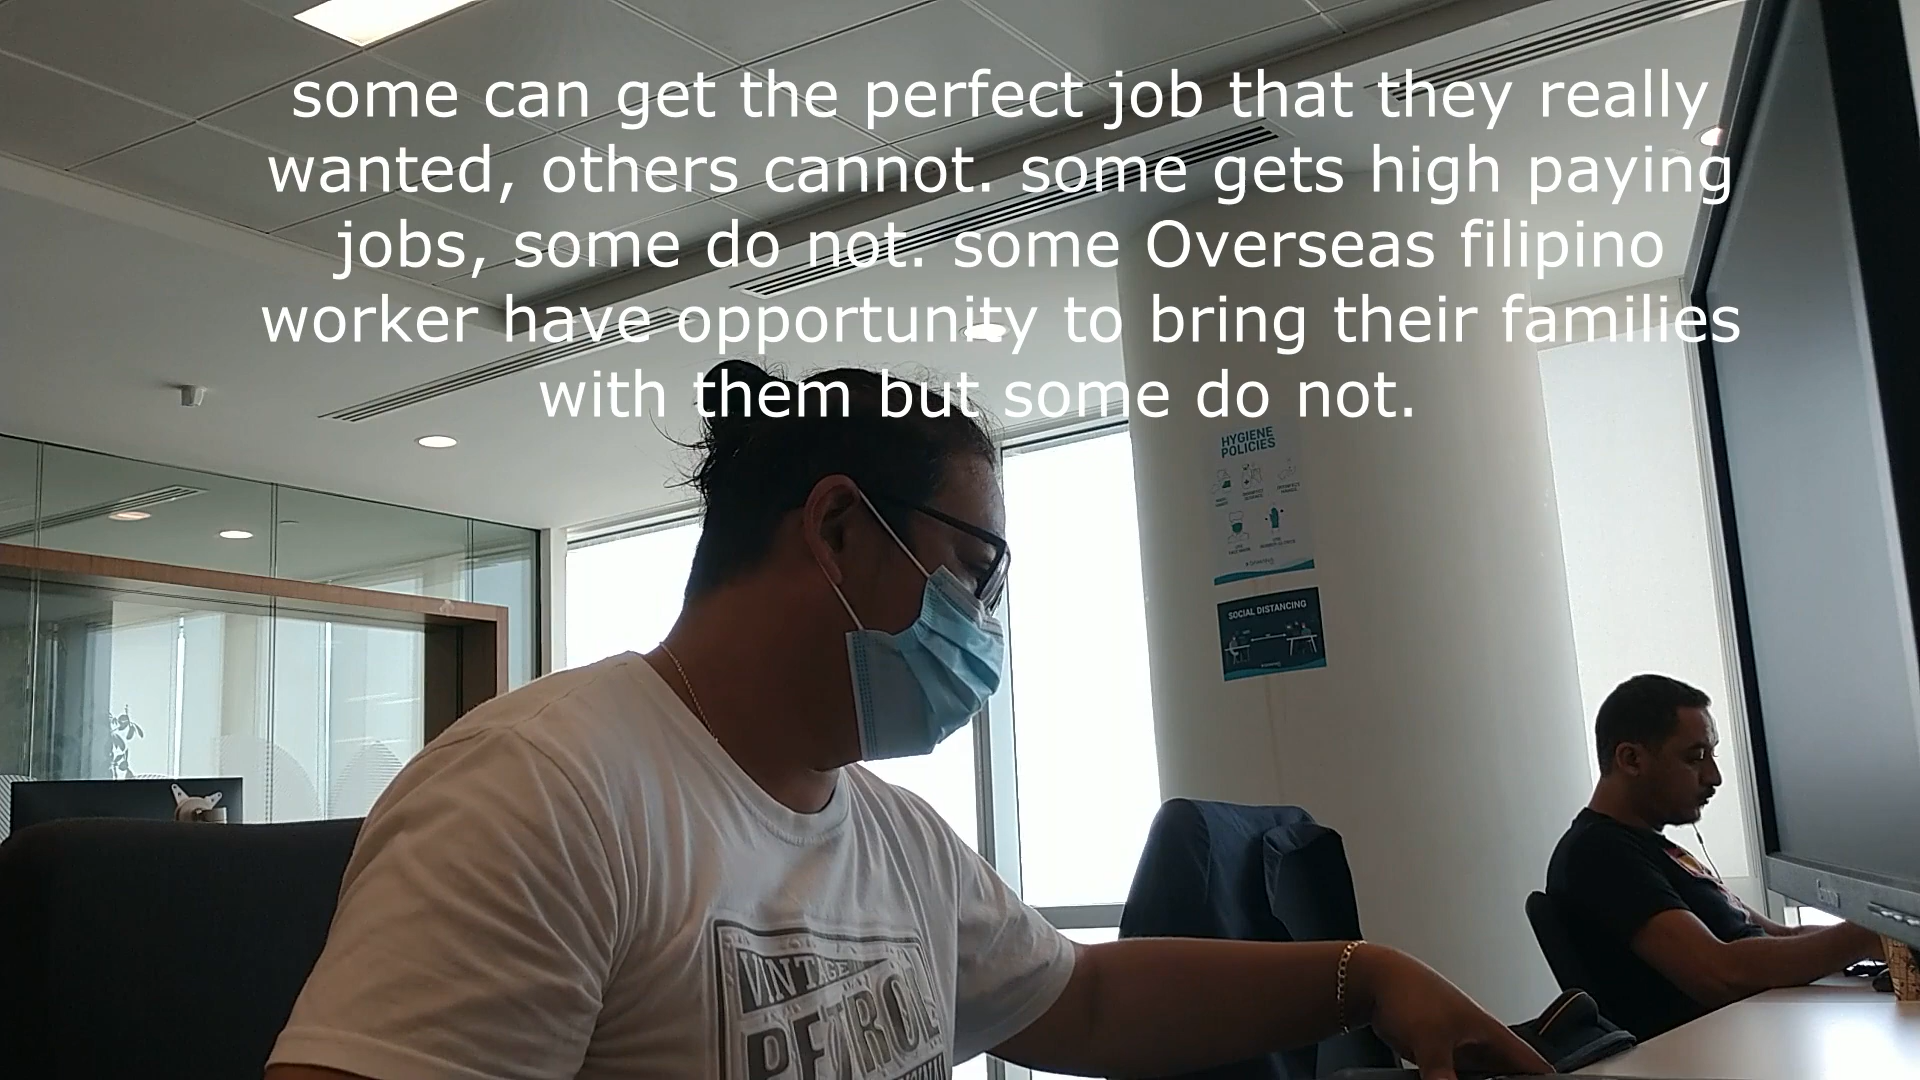 some can get the perfect job that they really
wanted, others cannot. some gets high paying
jobs, some do not. some Overseas filipino
worker have opportunity to bring their families
with them but some do not.
HYGIENE
POLICIES
SOCIAL DISTANCING
VINTAGE
PETROL